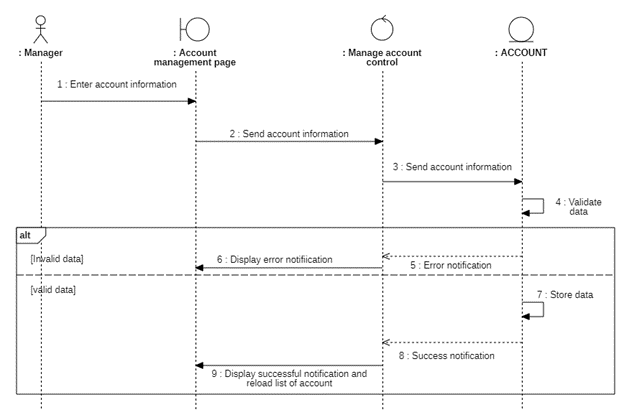 : Manager
: Account
management page
: Manage account
control
: ACCOUNT
1 : Enter account information
2 : Send account information
3 : Send account information
4 : Validate
data
alt
[Invalid data]
6 : Display error notifiication
5 : Error notification
[valid data]
7 : Store data
8 : Success notification
9 : Display successful notification and
reload list of account